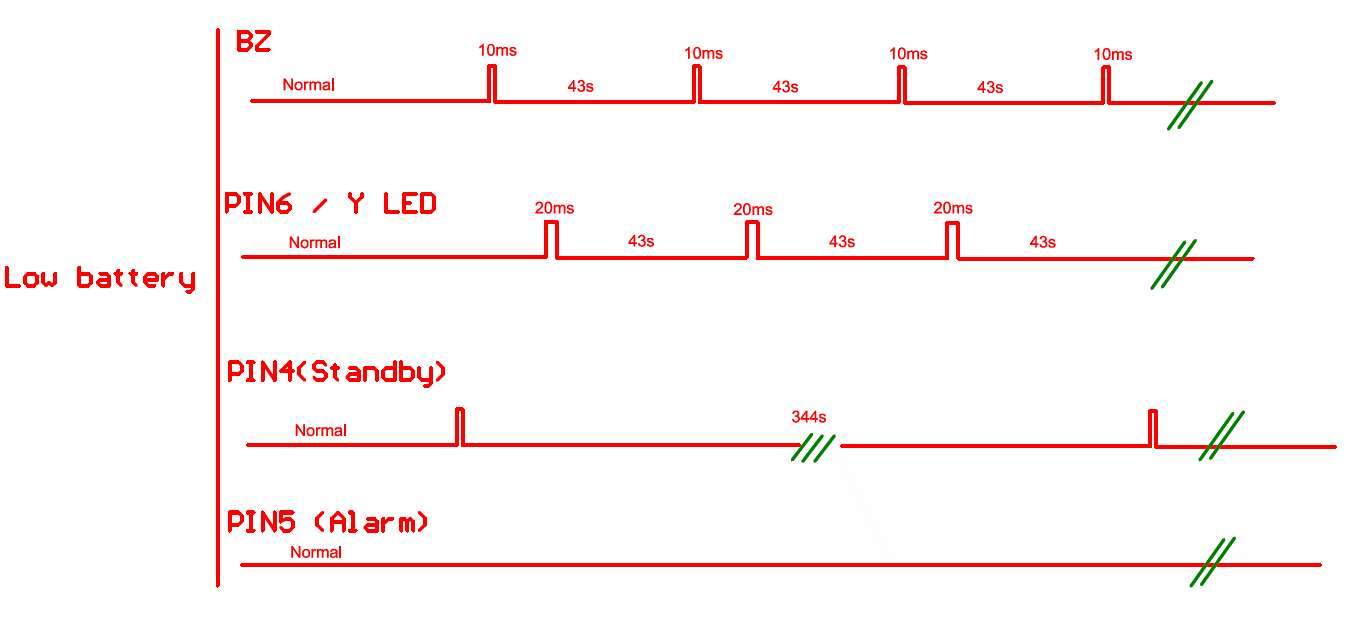 BZ
10ms 10ms 10ms 10ms
Normal 43s 43s 43s
PIN6 / Y LED
20ms 20ms 20ms
Normal 43s 43s 43s
Low battery
PIN4(Standby)
344s
Normal
PIN5 (Alarm)
Normal